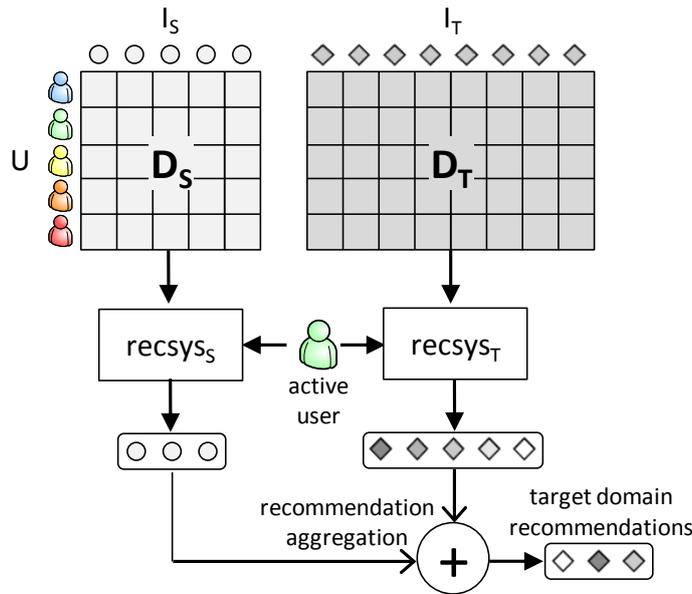 I_S I_T
U
D_S D_T
recsys_S recsys_T
active
user
recommendation
aggregation
+
target domain
recommendations